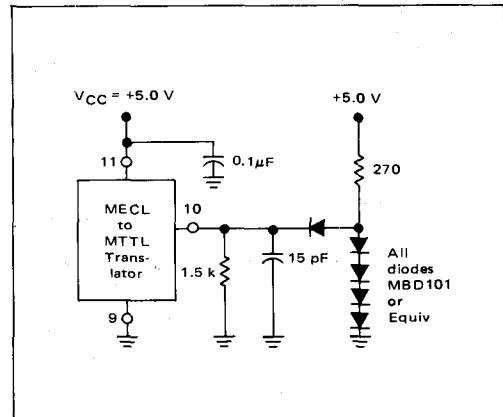 VCC = +5.0 V
+5.0 V
11
0.1μF
270
MECL
to
MTTL
Trans-
lator
10
1.5 k
15 pF
All
diodes
MBD101
or
Equiv
9